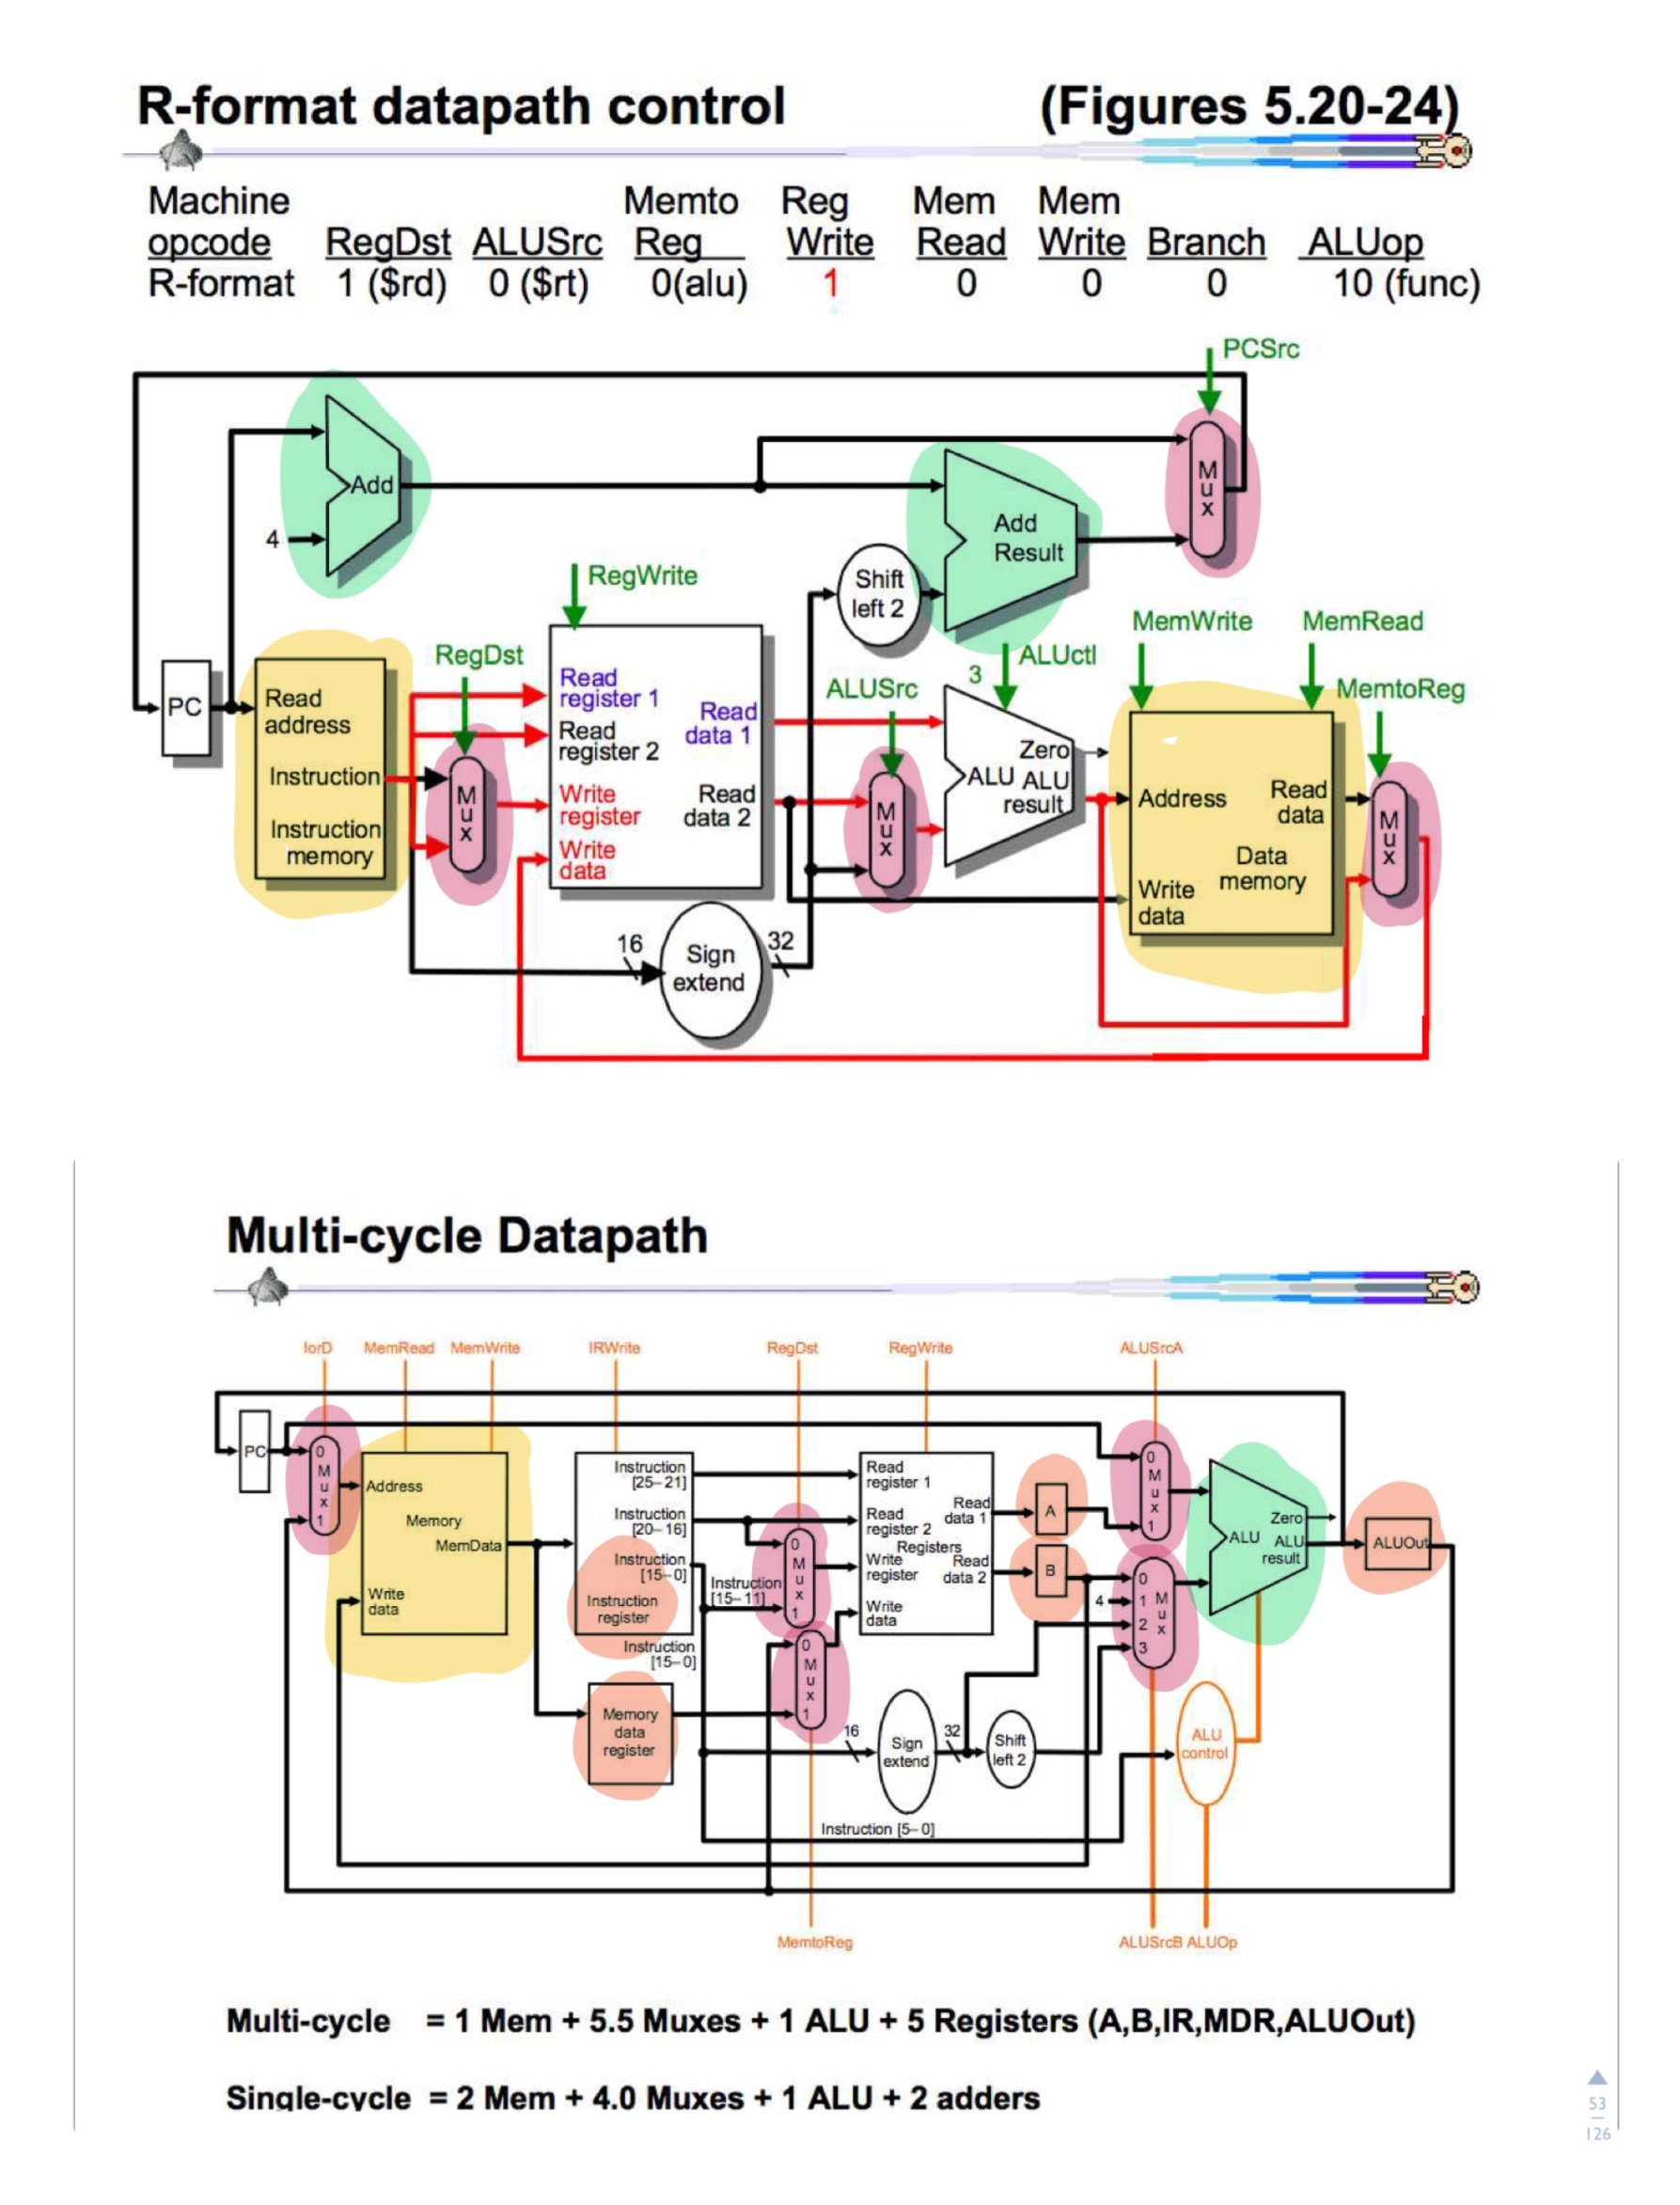 R-format datapath control (Figures 5.20-24)
Machine Memto Reg Mem Mem
opcode RegDst ALUSrc Reg Write Read Write Branch ALUop
R-format 1 ($rd) 0 ($rt) 0(alu) 1 0 0 0 10 (func)
PCSrc
Add
4
Add
Result
Mux
Shift
left 2
RegWrite
MemWrite MemRead
RegDst
ALUctl
3
ALUSrc
MemtoReg
PC
Read
address
Instruction
Instruction
memory
Mux
Read
register 1
Read
register 2
Write
register
Write
data
Read
data 1
Read
data 2
Mux
Zero
ALU ALU
result
Address
Read
data
Data
memory
Write
data
Mux
16
Sign
extend
32
Multi-cycle Datapath
IorD MemRead MemWrite IRWrite RegDst RegWrite ALUSrcA
PC
0
Mux
1
Address
Memory
MemData
Write
data
Instruction
[25–21]
Instruction
[20–16]
Instruction
[15–0]
Instruction
register
Instruction
[15–0]
Memory
data
register
Instruction
[15–11]
0
Mux
1
0
Mux
1
Read
register 1
Read
register 2
Registers
Write
register
Write
data
Read
data 1
Read
data 2
A
B
0
Mux
1
4
0
1 Mux
2
3
Zero
ALU ALU
result
ALUOut
16
Sign
extend
32
Shift
left 2
ALU
control
Instruction [5–0]
MemtoReg ALUSrcB ALUOp
Multi-cycle = 1 Mem + 5.5 Muxes + 1 ALU + 5 Registers (A,B,IR,MDR,ALUOut)
Single-cycle = 2 Mem + 4.0 Muxes + 1 ALU + 2 adders
53
126